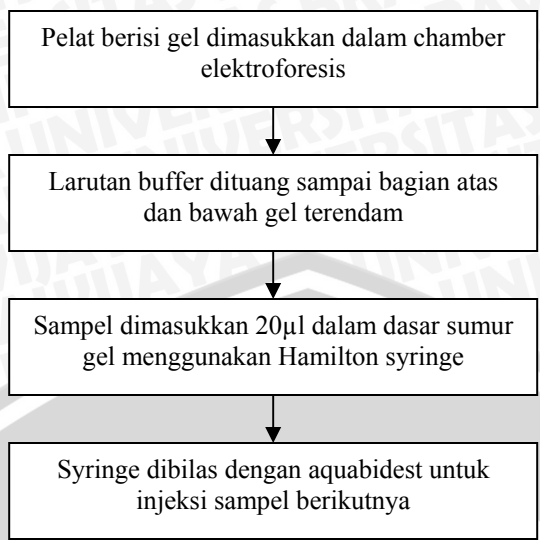 Pelat berisi gel dimasukkan dalam chamber
elektroforesis
Larutan buffer dituang sampai bagian atas
dan bawah gel terendam
Sampel dimasukkan 20µl dalam dasar sumur
gel menggunakan Hamilton syringe
Syringe dibilas dengan aquabidest untuk
injeksi sampel berikutnya